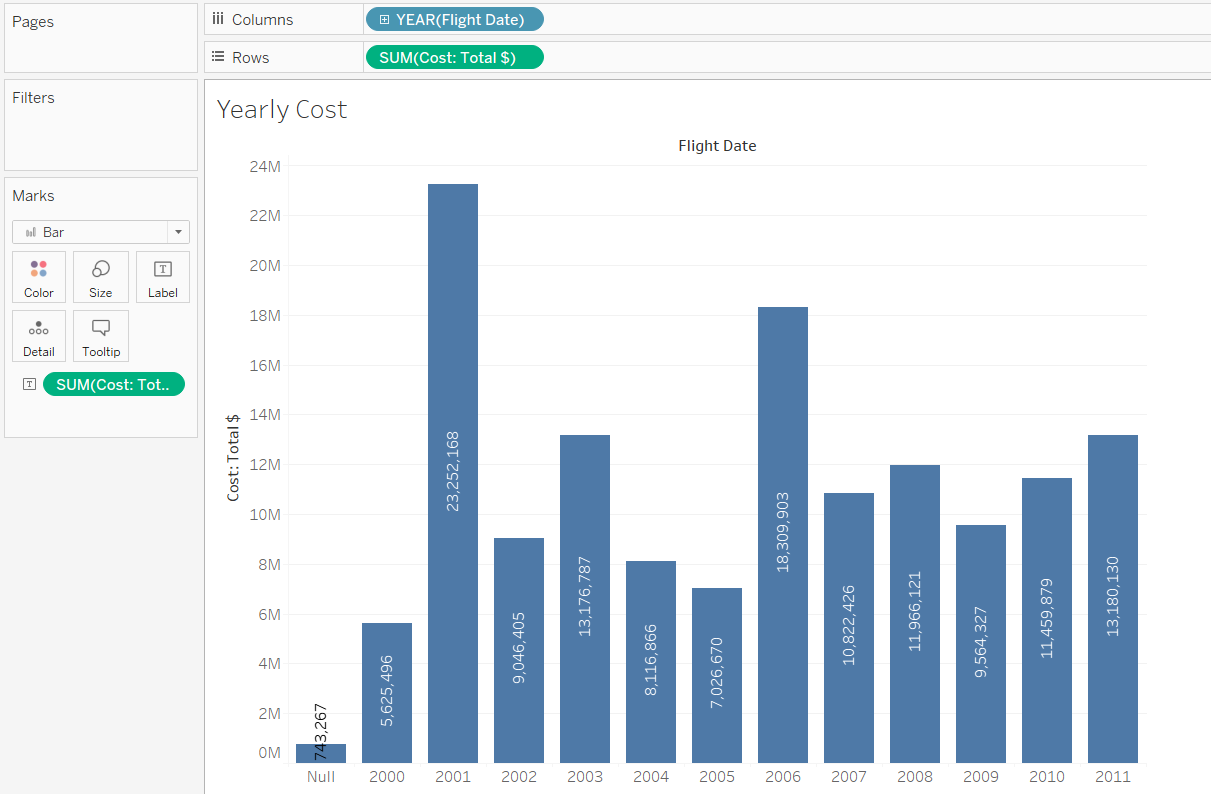 Pages
Columns
YEAR(Flight Date)
Rows
SUM(Cost: Total $)
Filters
Marks
Bar
Color
Size
Label
T
Detail
Tooltip
T
SUM(Cost: Tot..
Yearly Cost
Flight Date
Cost: Total $
24M
22M
20M
18M
16M
14M
12M
10M
8M
6M
4M
2M
0M
743,267
5,625,496
23,252,168
9,046,405
13,176,787
8,116,866
7,026,670
18,309,903
10,822,426
11,966,121
9,564,327
11,459,879
13,180,130
Null 2000 2001 2002 2003 2004 2005 2006 2007 2008 2009 2010 2011